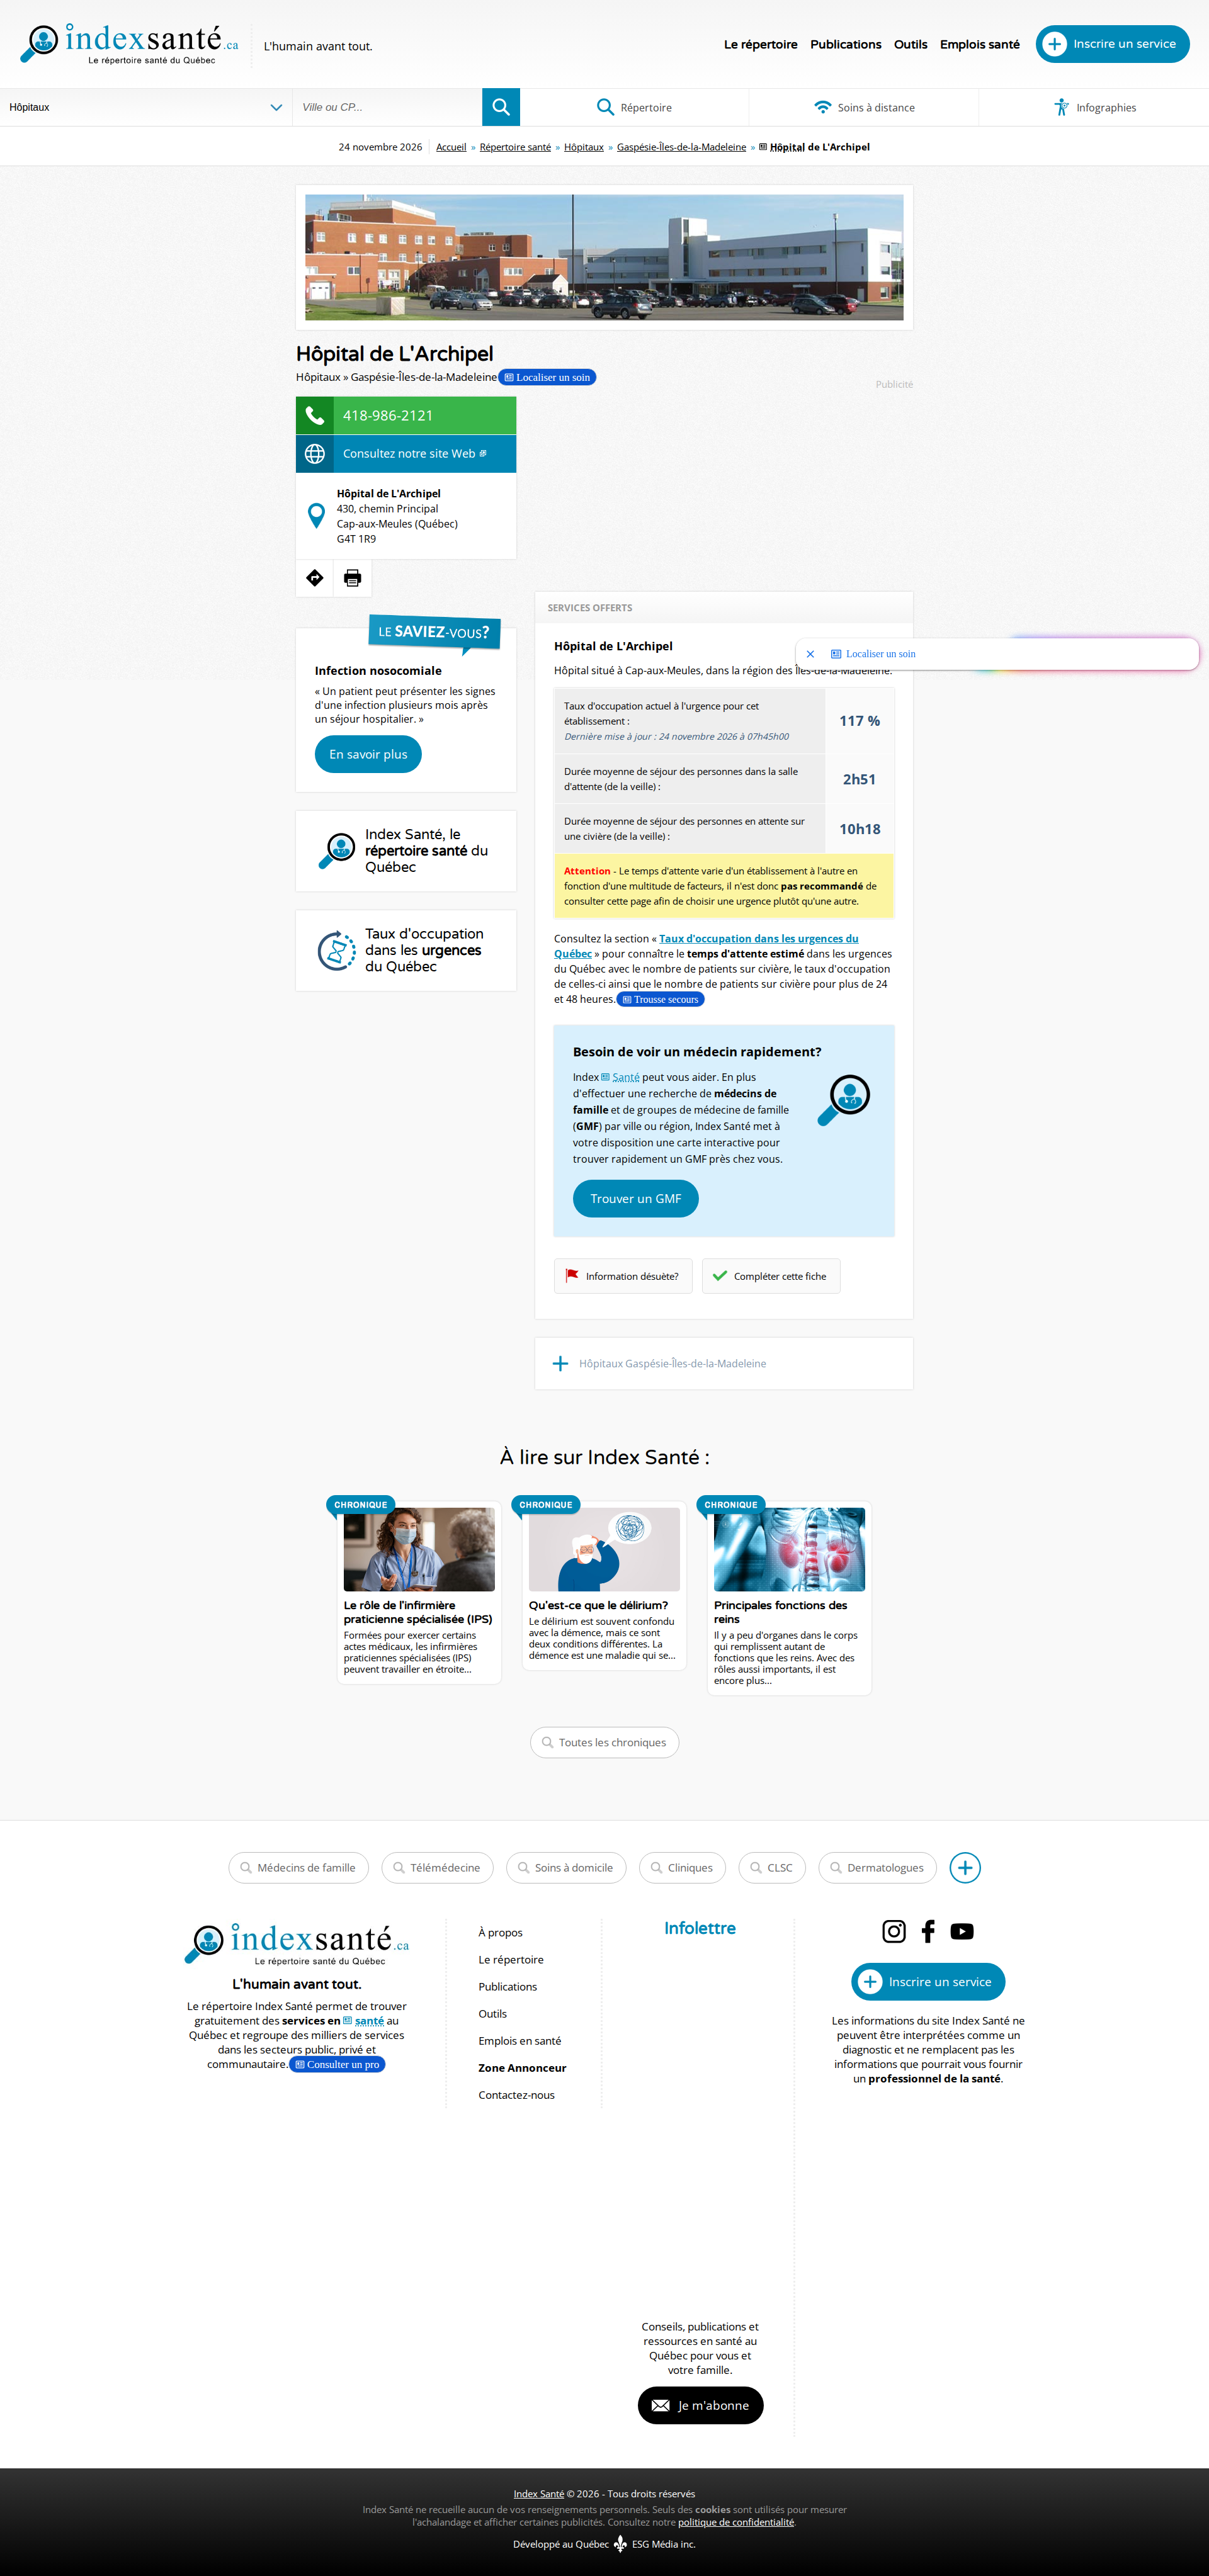 indexsanté.ca
Le répertoire santé du Québec
L'humain avant tout.
Le répertoire
Publications
Outils
Emplois santé
Inscrire un service
Hôpitaux
Ville ou CP...
Répertoire
Soins à distance
Infographies
24 novembre 2026
Accueil » Répertoire santé » Hôpitaux » Gaspésie-Îles-de-la-Madeleine » Hôpital de L'Archipel
Hôpital de L'Archipel
Hôpitaux » Gaspésie-Îles-de-la-Madeleine Localiser un soin
Publicité
418-986-2121
Consultez notre site Web
Hôpital de L'Archipel
430, chemin Principal
Cap-aux-Meules (Québec)
G4T 1R9
LE SAVIEZ-VOUS?
Infection nosocomiale
« Un patient peut présenter les signes
d'une infection plusieurs mois après
un séjour hospitalier. »
En savoir plus
Index Santé, le
répertoire santé du
Québec
Taux d'occupation
dans les urgences
du Québec
SERVICES OFFERTS
Hôpital de L'Archipel
Localiser un soin
Hôpital situé à Cap-aux-Meules, dans la région des Îles-de-la-Madeleine.
Taux d'occupation actuel à l'urgence pour cet
établissement :
Dernière mise à jour : 24 novembre 2026 à 07h45h00
117 %
Durée moyenne de séjour des personnes dans la salle
d'attente (de la veille) :
2h51
Durée moyenne de séjour des personnes en attente sur
une civière (de la veille) :
10h18
Attention - Le temps d'attente varie d'un établissement à l'autre en
fonction d'une multitude de facteurs, il n'est donc pas recommandé de
consulter cette page afin de choisir une urgence plutôt qu'une autre.
Consultez la section « Taux d'occupation dans les urgences du
Québec » pour connaître le temps d'attente estimé dans les urgences
du Québec avec le nombre de patients sur civière, le taux d'occupation
de celles-ci ainsi que le nombre de patients sur civière pour plus de 24
et 48 heures. Trousse secours
Besoin de voir un médecin rapidement?
Index Santé peut vous aider. En plus
d'effectuer une recherche de médecins de
famille et de groupes de médecine de famille
(GMF) par ville ou région, Index Santé met à
votre disposition une carte interactive pour
trouver rapidement un GMF près chez vous.
Trouver un GMF
Information désuète?
Compléter cette fiche
Hôpitaux Gaspésie-Îles-de-la-Madeleine
À lire sur Index Santé :
CHRONIQUE
Le rôle de l'infirmière
praticienne spécialisée (IPS)
Formées pour exercer certains
actes médicaux, les infirmières
praticiennes spécialisées (IPS)
peuvent travailler en étroite...
CHRONIQUE
Qu'est-ce que le délirium?
Le délirium est souvent confondu
avec la démence, mais ce sont
deux conditions différentes. La
démence est une maladie qui se...
CHRONIQUE
Principales fonctions des
reins
Il y a peu d'organes dans le corps
qui remplissent autant de
fonctions que les reins. Avec des
rôles aussi importants, il est
encore plus...
Toutes les chroniques
Médecins de famille
Télémédecine
Soins à domicile
Cliniques
CLSC
Dermatologues
indexsanté.ca
Le répertoire santé du Québec
L'humain avant tout.
Le répertoire Index Santé permet de trouver
gratuitement des services en santé au
Québec et regroupe des milliers de services
dans les secteurs public, privé et
communautaire. Consulter un pro
À propos
Le répertoire
Publications
Outils
Emplois en santé
Zone Annonceur
Contactez-nous
Infolettre
Conseils, publications et
ressources en santé au
Québec pour vous et
votre famille.
Je m'abonne
Inscrire un service
Les informations du site Index Santé ne
peuvent être interprétées comme un
diagnostic et ne remplacent pas les
informations que pourrait vous fournir
un professionnel de la santé.
Index Santé © 2026 - Tous droits réservés
Index Santé ne recueille aucun de vos renseignements personnels. Seuls des cookies sont utilisés pour mesurer
l'achalandage et afficher certaines publicités. Consultez notre politique de confidentialité.
Développé au Québec ESG Média inc.